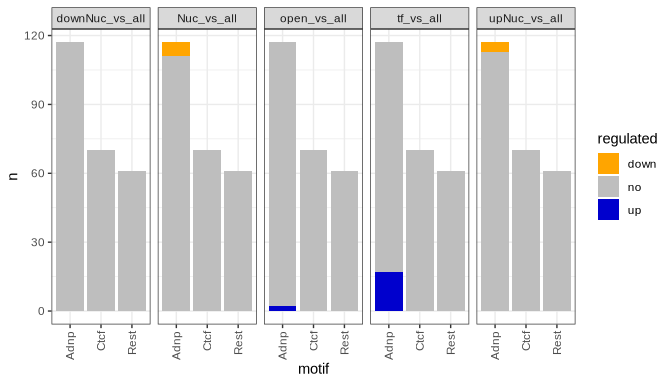 downNuc_vs_all
Nuc_vs_all
open_vs_all
tf_vs_all
upNuc_vs_all
n
120
90
60
30
0
Adnp
Ctcf
Rest
Adnp
Ctcf
Rest
Adnp
Ctcf
Rest
Adnp
Ctcf
Rest
Adnp
Ctcf
Rest
motif
regulated
down
no
up